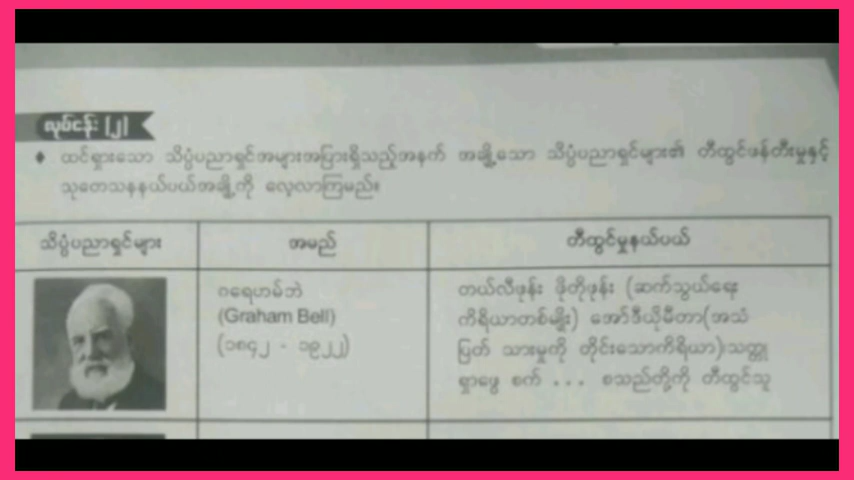 လုပ်ငန်း (၂)
♦ ထင်ရှားသော သိပ္ပံပညာရှင်အများအပြားရှိသည့်အနက် အချို့သော သိပ္ပံပညာရှင်များ၏ တီထွင်ဖန်တီးမှုနှင့်
သုတေသနနယ်ပယ်အချို့ကို လေ့လာကြမည်။
သိပ္ပံပညာရှင်များ အမည် တီထွင်မှုနယ်ပယ်
ဂရေဟမ်ဘဲ
(Graham Bell)
(၁၈၄၂ - ၁၉၂၂)
တယ်လီဖုန်း ဖိုတိုဖုန်း (ဆက်သွယ်ရေး
ကိရိယာတစ်မျိုး) အော်ဒီယိုမီတာ(အသံ
ပြတ် သားမှုကို တိုင်းသောကိရိယာ)သတ္တု
ရှာဖွေ စက် ... စသည်တို့ကို တီထွင်သူ